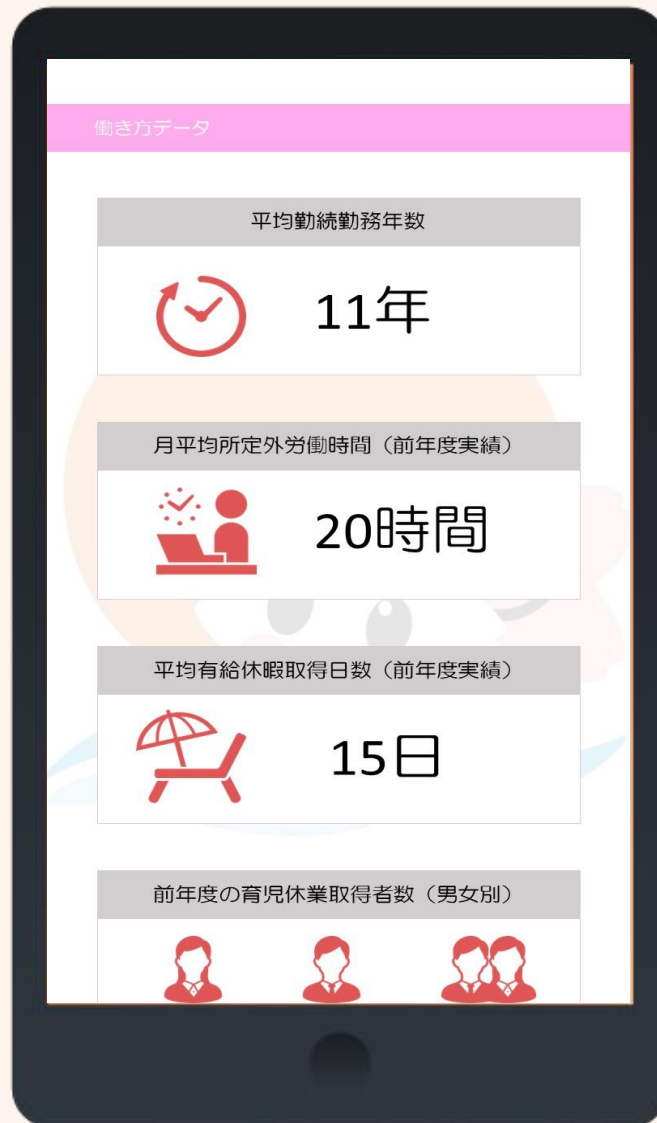 働き方データ
平均勤続勤務年数
11年
月平均所定外労働時間（前年度実績）
20時間
平均有給休暇取得日数（前年度実績）
15日
前年度の育児休業取得者数（男女別）